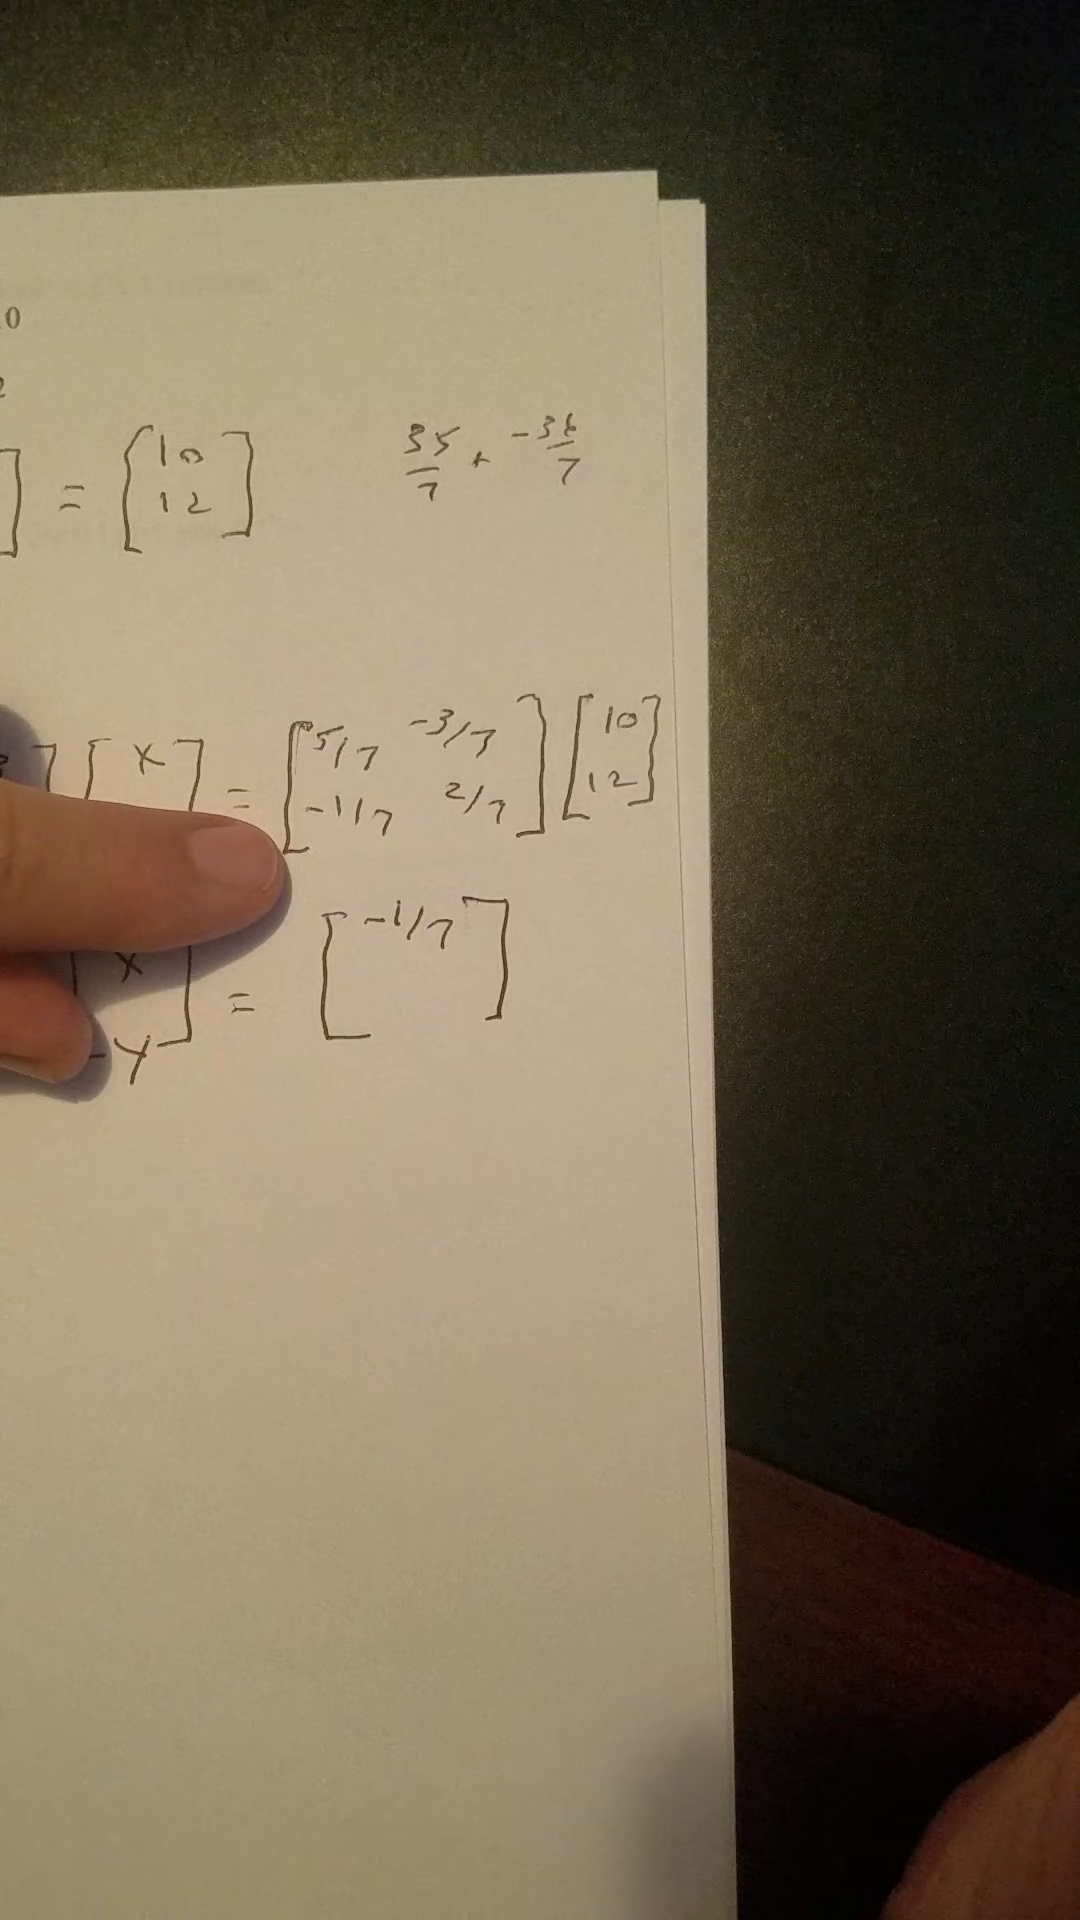 .0
2
] = [10 12]
35/7 + -36/7
] [x ] = [5/7 -3/7 -1/7 2/7] [10 12]
[x y] = [-1/7 ]